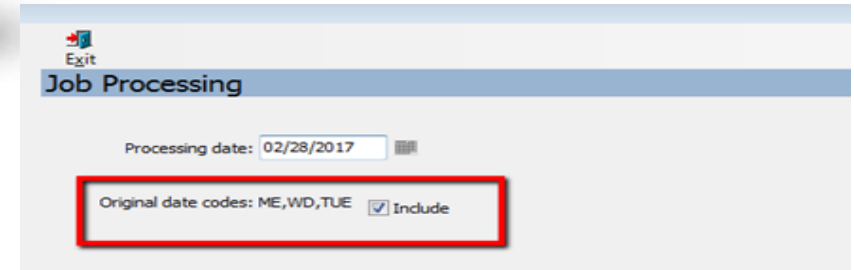 Exit
Job Processing
Processing date: 02/28/2017
Original date codes: ME,WD,TUE Include